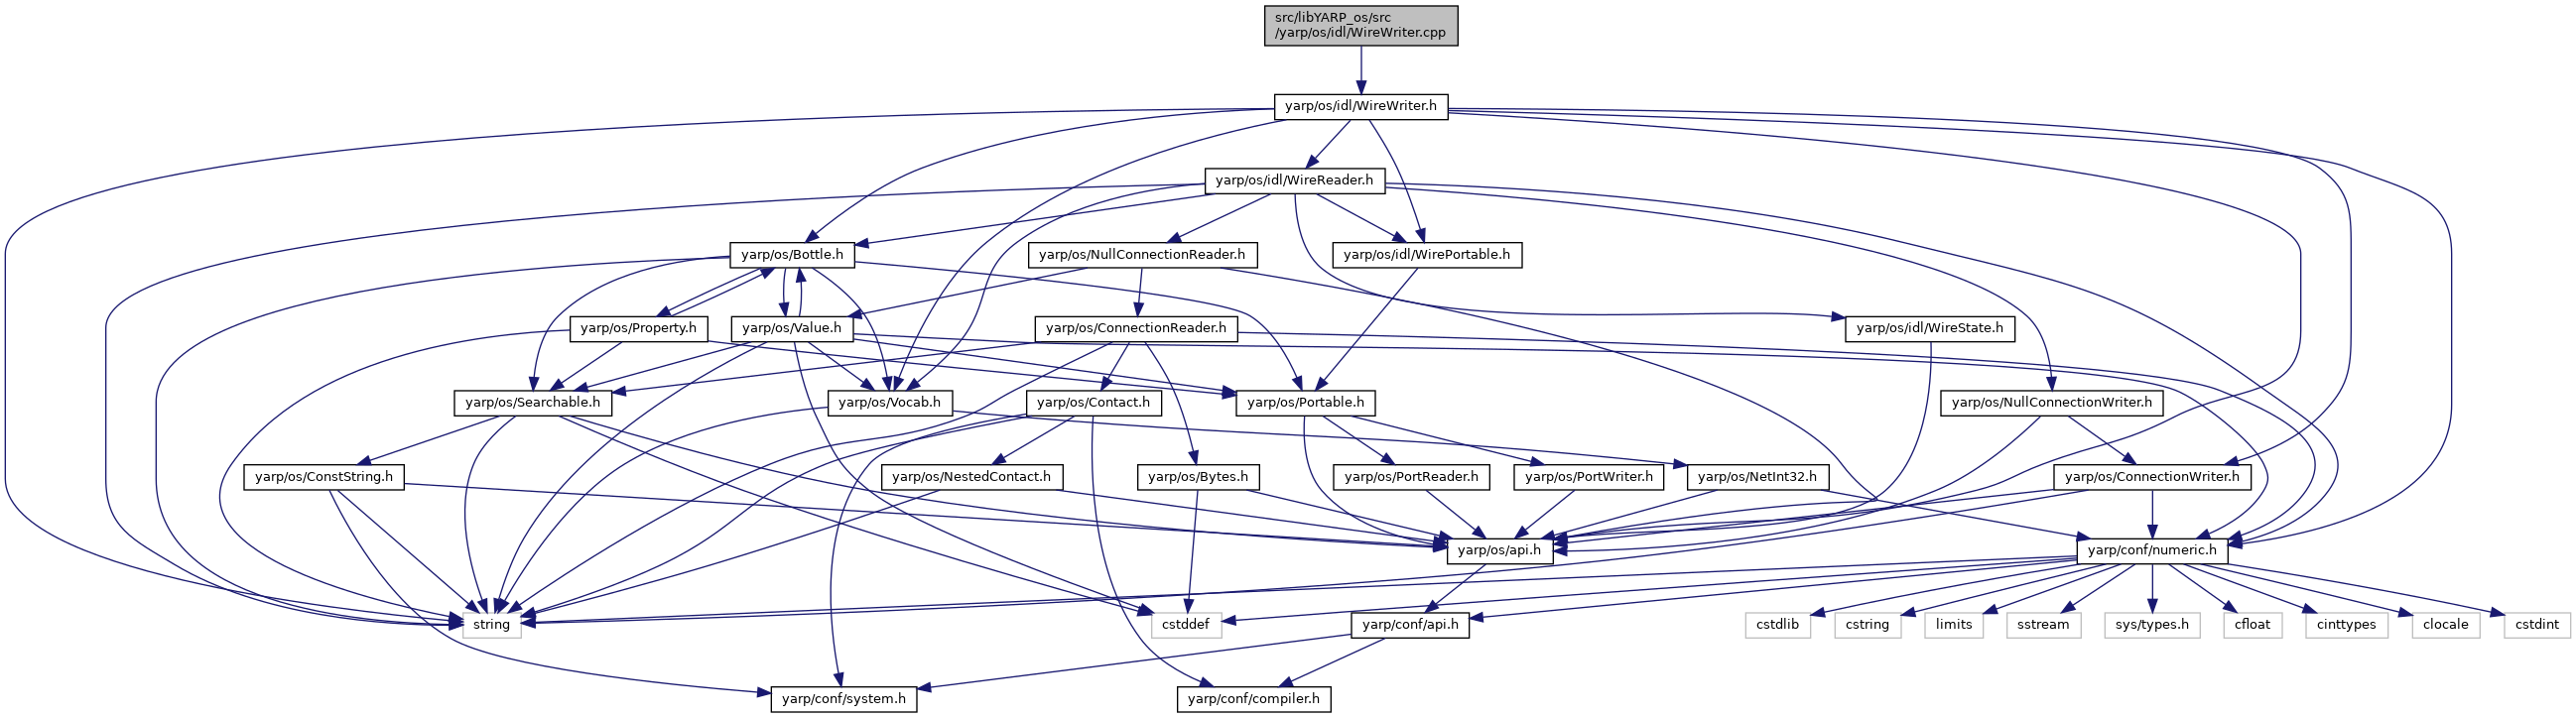 src/libYARP_os/src
/yarp/os/idl/WireWriter.cpp
yarp/os/idl/WireWriter.h
yarp/os/idl/WireReader.h
yarp/os/Bottle.h
yarp/os/NullConnectionReader.h
yarp/os/idl/WirePortable.h
yarp/os/Property.h
yarp/os/Value.h
yarp/os/ConnectionReader.h
yarp/os/idl/WireState.h
yarp/os/Searchable.h
yarp/os/Vocab.h
yarp/os/Contact.h
yarp/os/Portable.h
yarp/os/NullConnectionWriter.h
yarp/os/ConstString.h
yarp/os/NestedContact.h
yarp/os/Bytes.h
yarp/os/PortReader.h
yarp/os/PortWriter.h
yarp/os/NetInt32.h
yarp/os/ConnectionWriter.h
yarp/os/api.h
yarp/conf/numeric.h
string
cstddef
yarp/conf/api.h
cstdlib
cstring
limits
sstream
sys/types.h
cfloat
cinttypes
clocale
cstdint
yarp/conf/system.h
yarp/conf/compiler.h